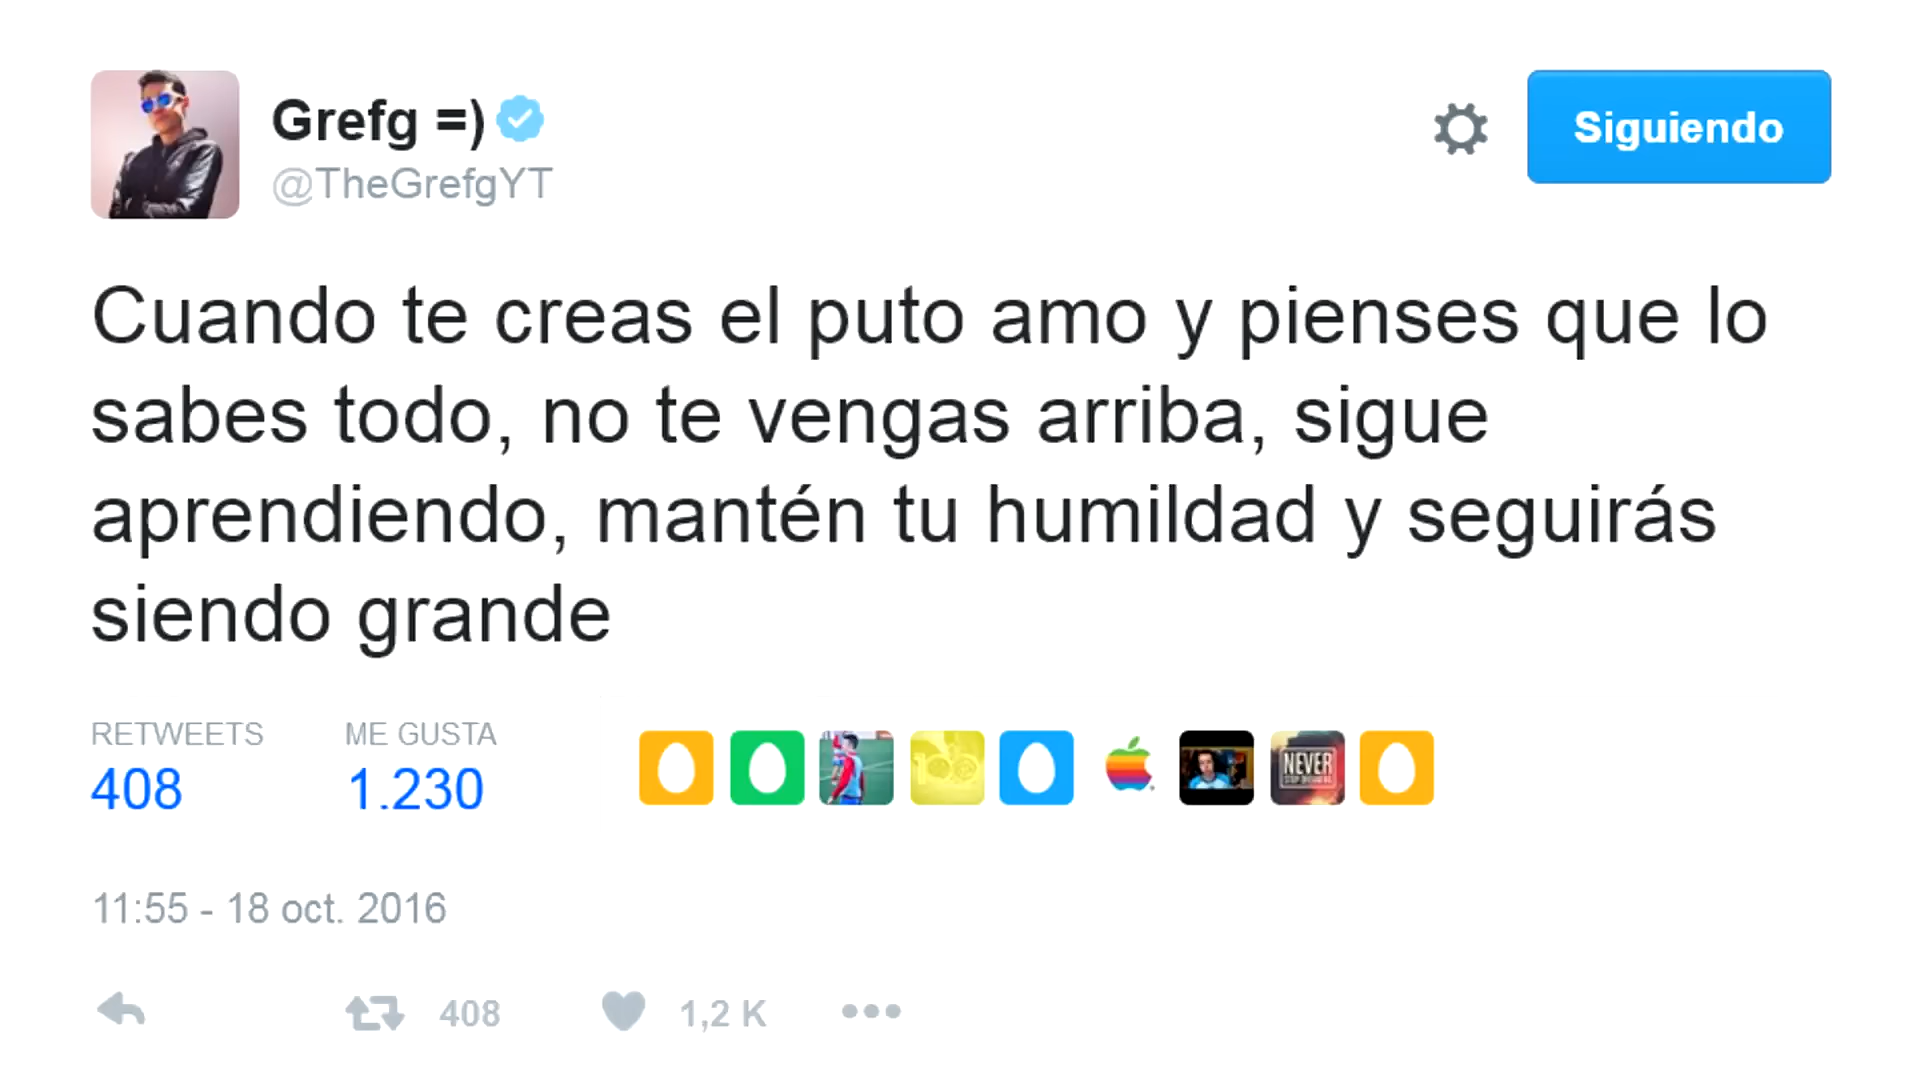 Grefg =)
@TheGrefgYT
Siguiendo
Cuando te creas el puto amo y pienses que lo
sabes todo, no te vengas arriba, sigue
aprendiendo, mantén tu humildad y seguirás
siendo grande
RETWEETS
408
ME GUSTA
1.230
NEVER
11:55 - 18 oct. 2016
408
1,2 K